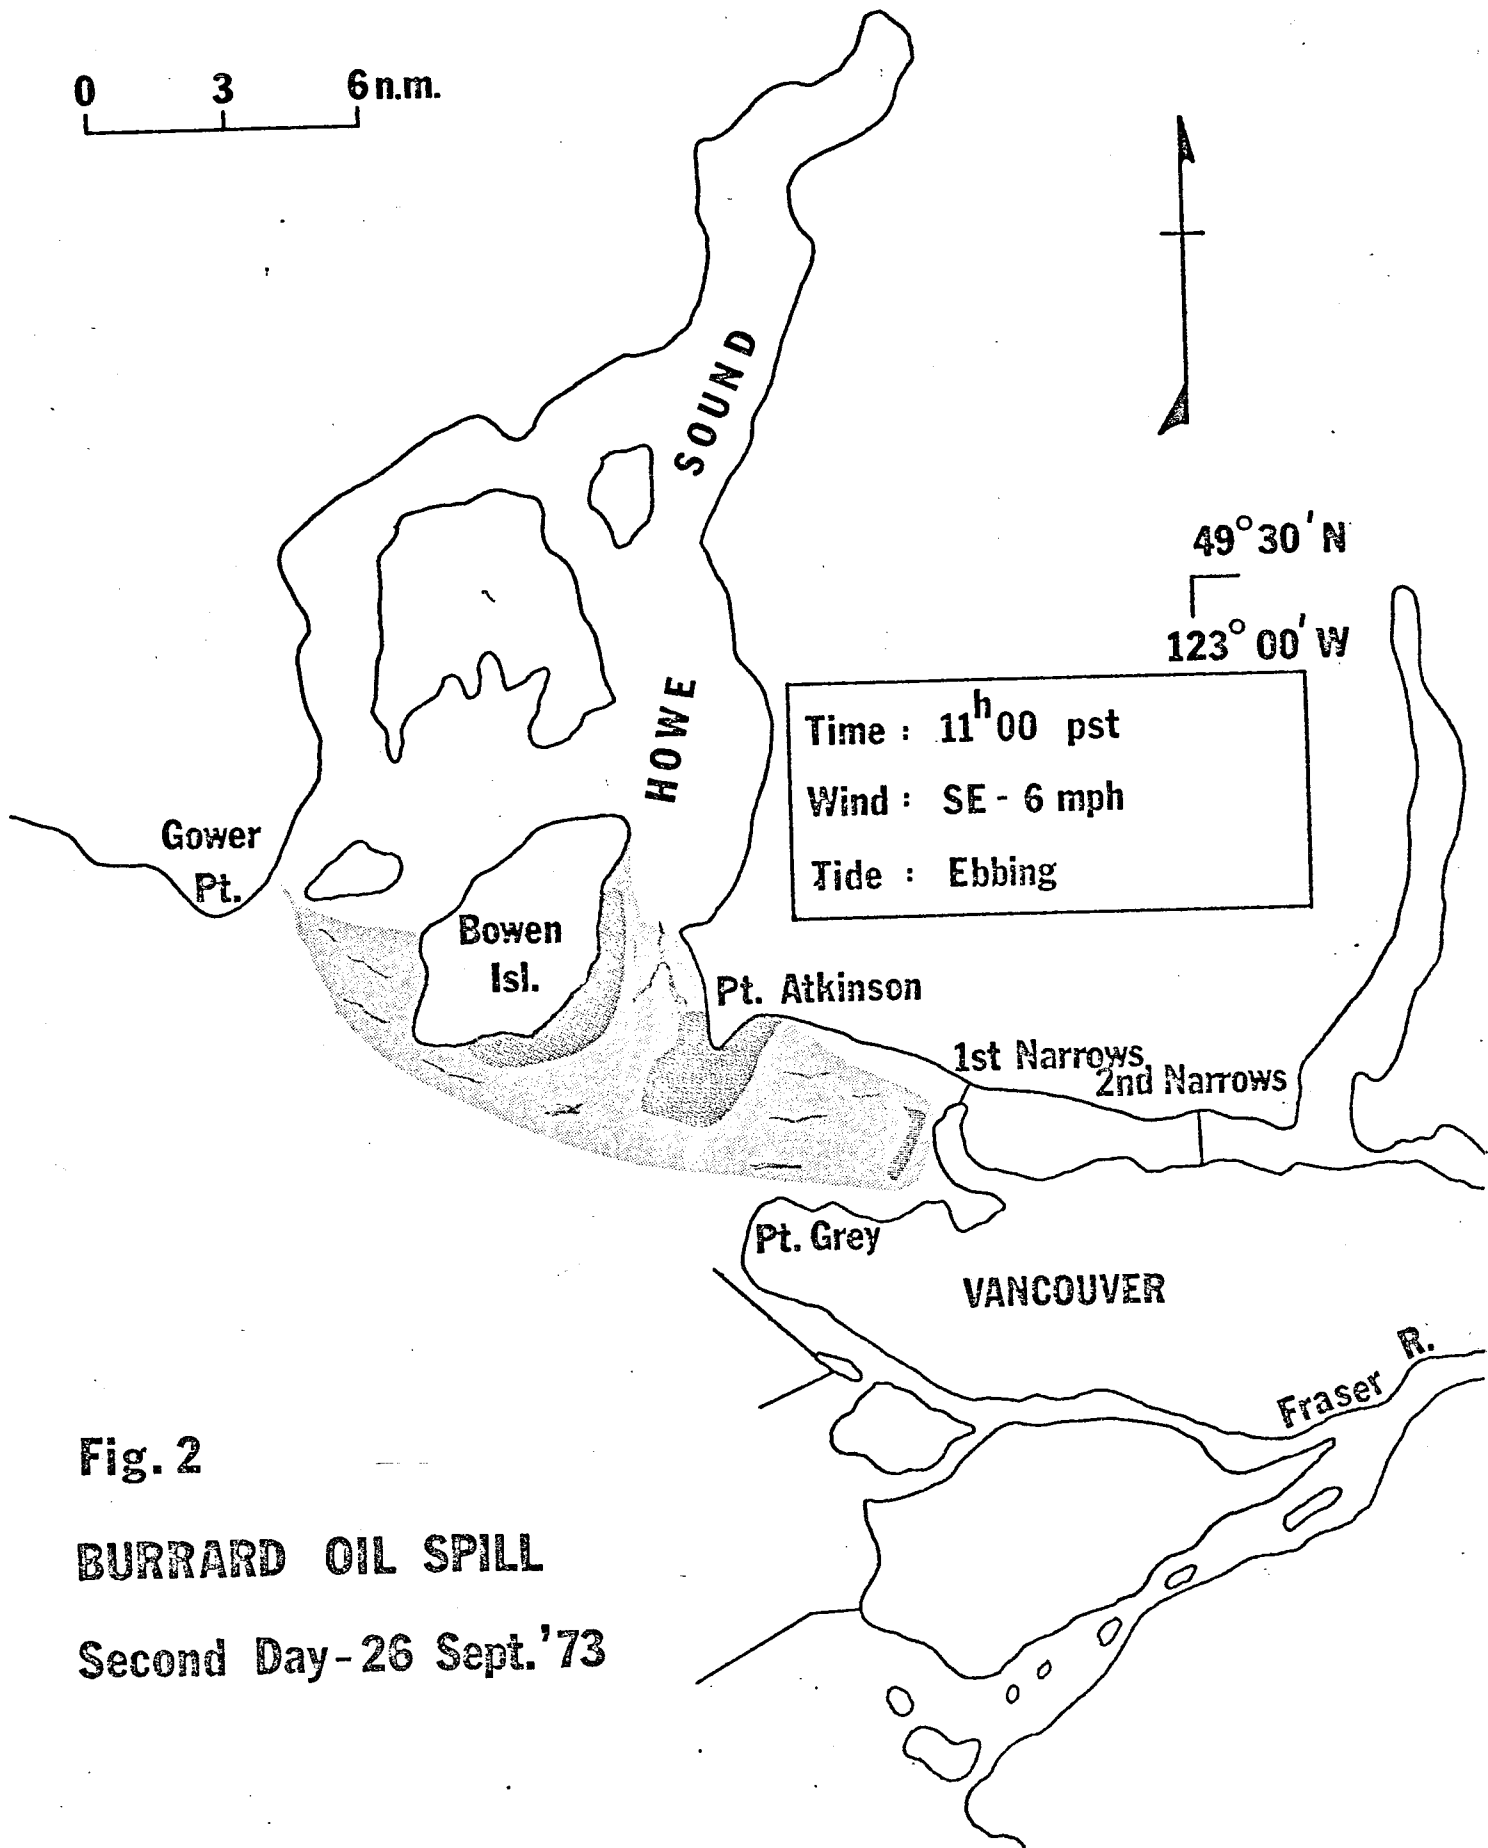 0 3 6 n.m.
SOUND
HOWE
49°30'N
123°00'W
Time : 11h00 pst
Wind : SE - 6 mph
Tide : Ebbing
Gower
Pt.
Bowen
Isl.
Pt. Atkinson
1st Narrows
2nd Narrows
Pt. Grey
VANCOUVER
Fraser R.
Fig. 2
BURRARD OIL SPILL
Second Day - 26 Sept. '73